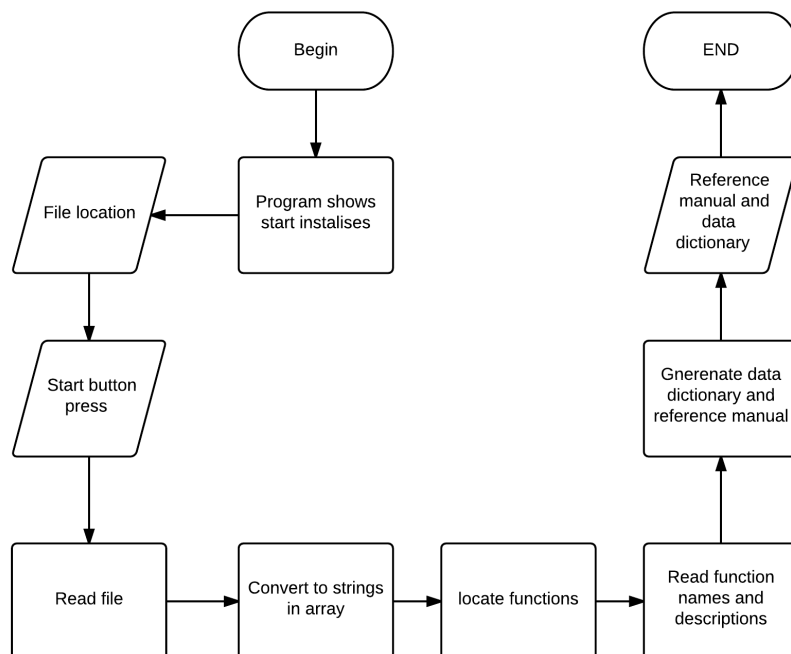 Begin
Program shows
start instalises
File location
Start button
press
Read file
Convert to strings
in array
locate functions
Read function
names and
descriptions
Gnerenate data
dictionary and
reference manual
Reference
manual and
data
dictionary
END